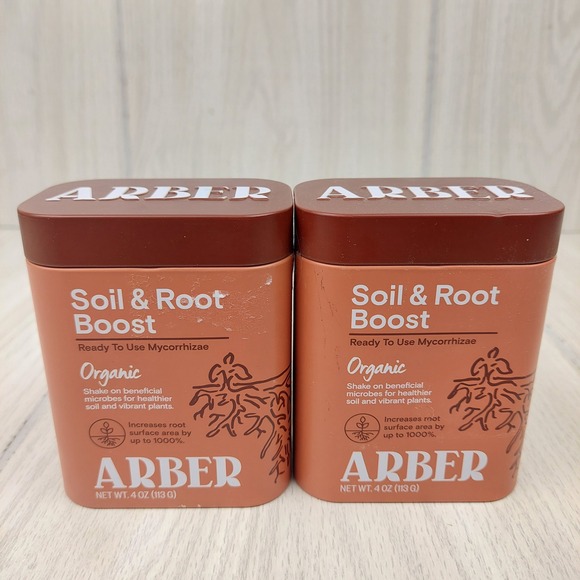 ARBER
Soil & Root
Boost
Ready To Use Mycorrhizae
Organic
Shake on beneficial
microbes for healthier
soil and vibrant plants.
Increases root
surface area by
up to 1000%.
ARBER
NET WT. 4 OZ (113 G)
ARBER
Soil & Root
Boost
Ready To Use Mycorrhizae
Organic
Shake on beneficial
microbes for healthier
soil and vibrant plants.
Increases root
surface area by
up to 1000%.
ARBER
NET WT. 4 OZ (113 G)